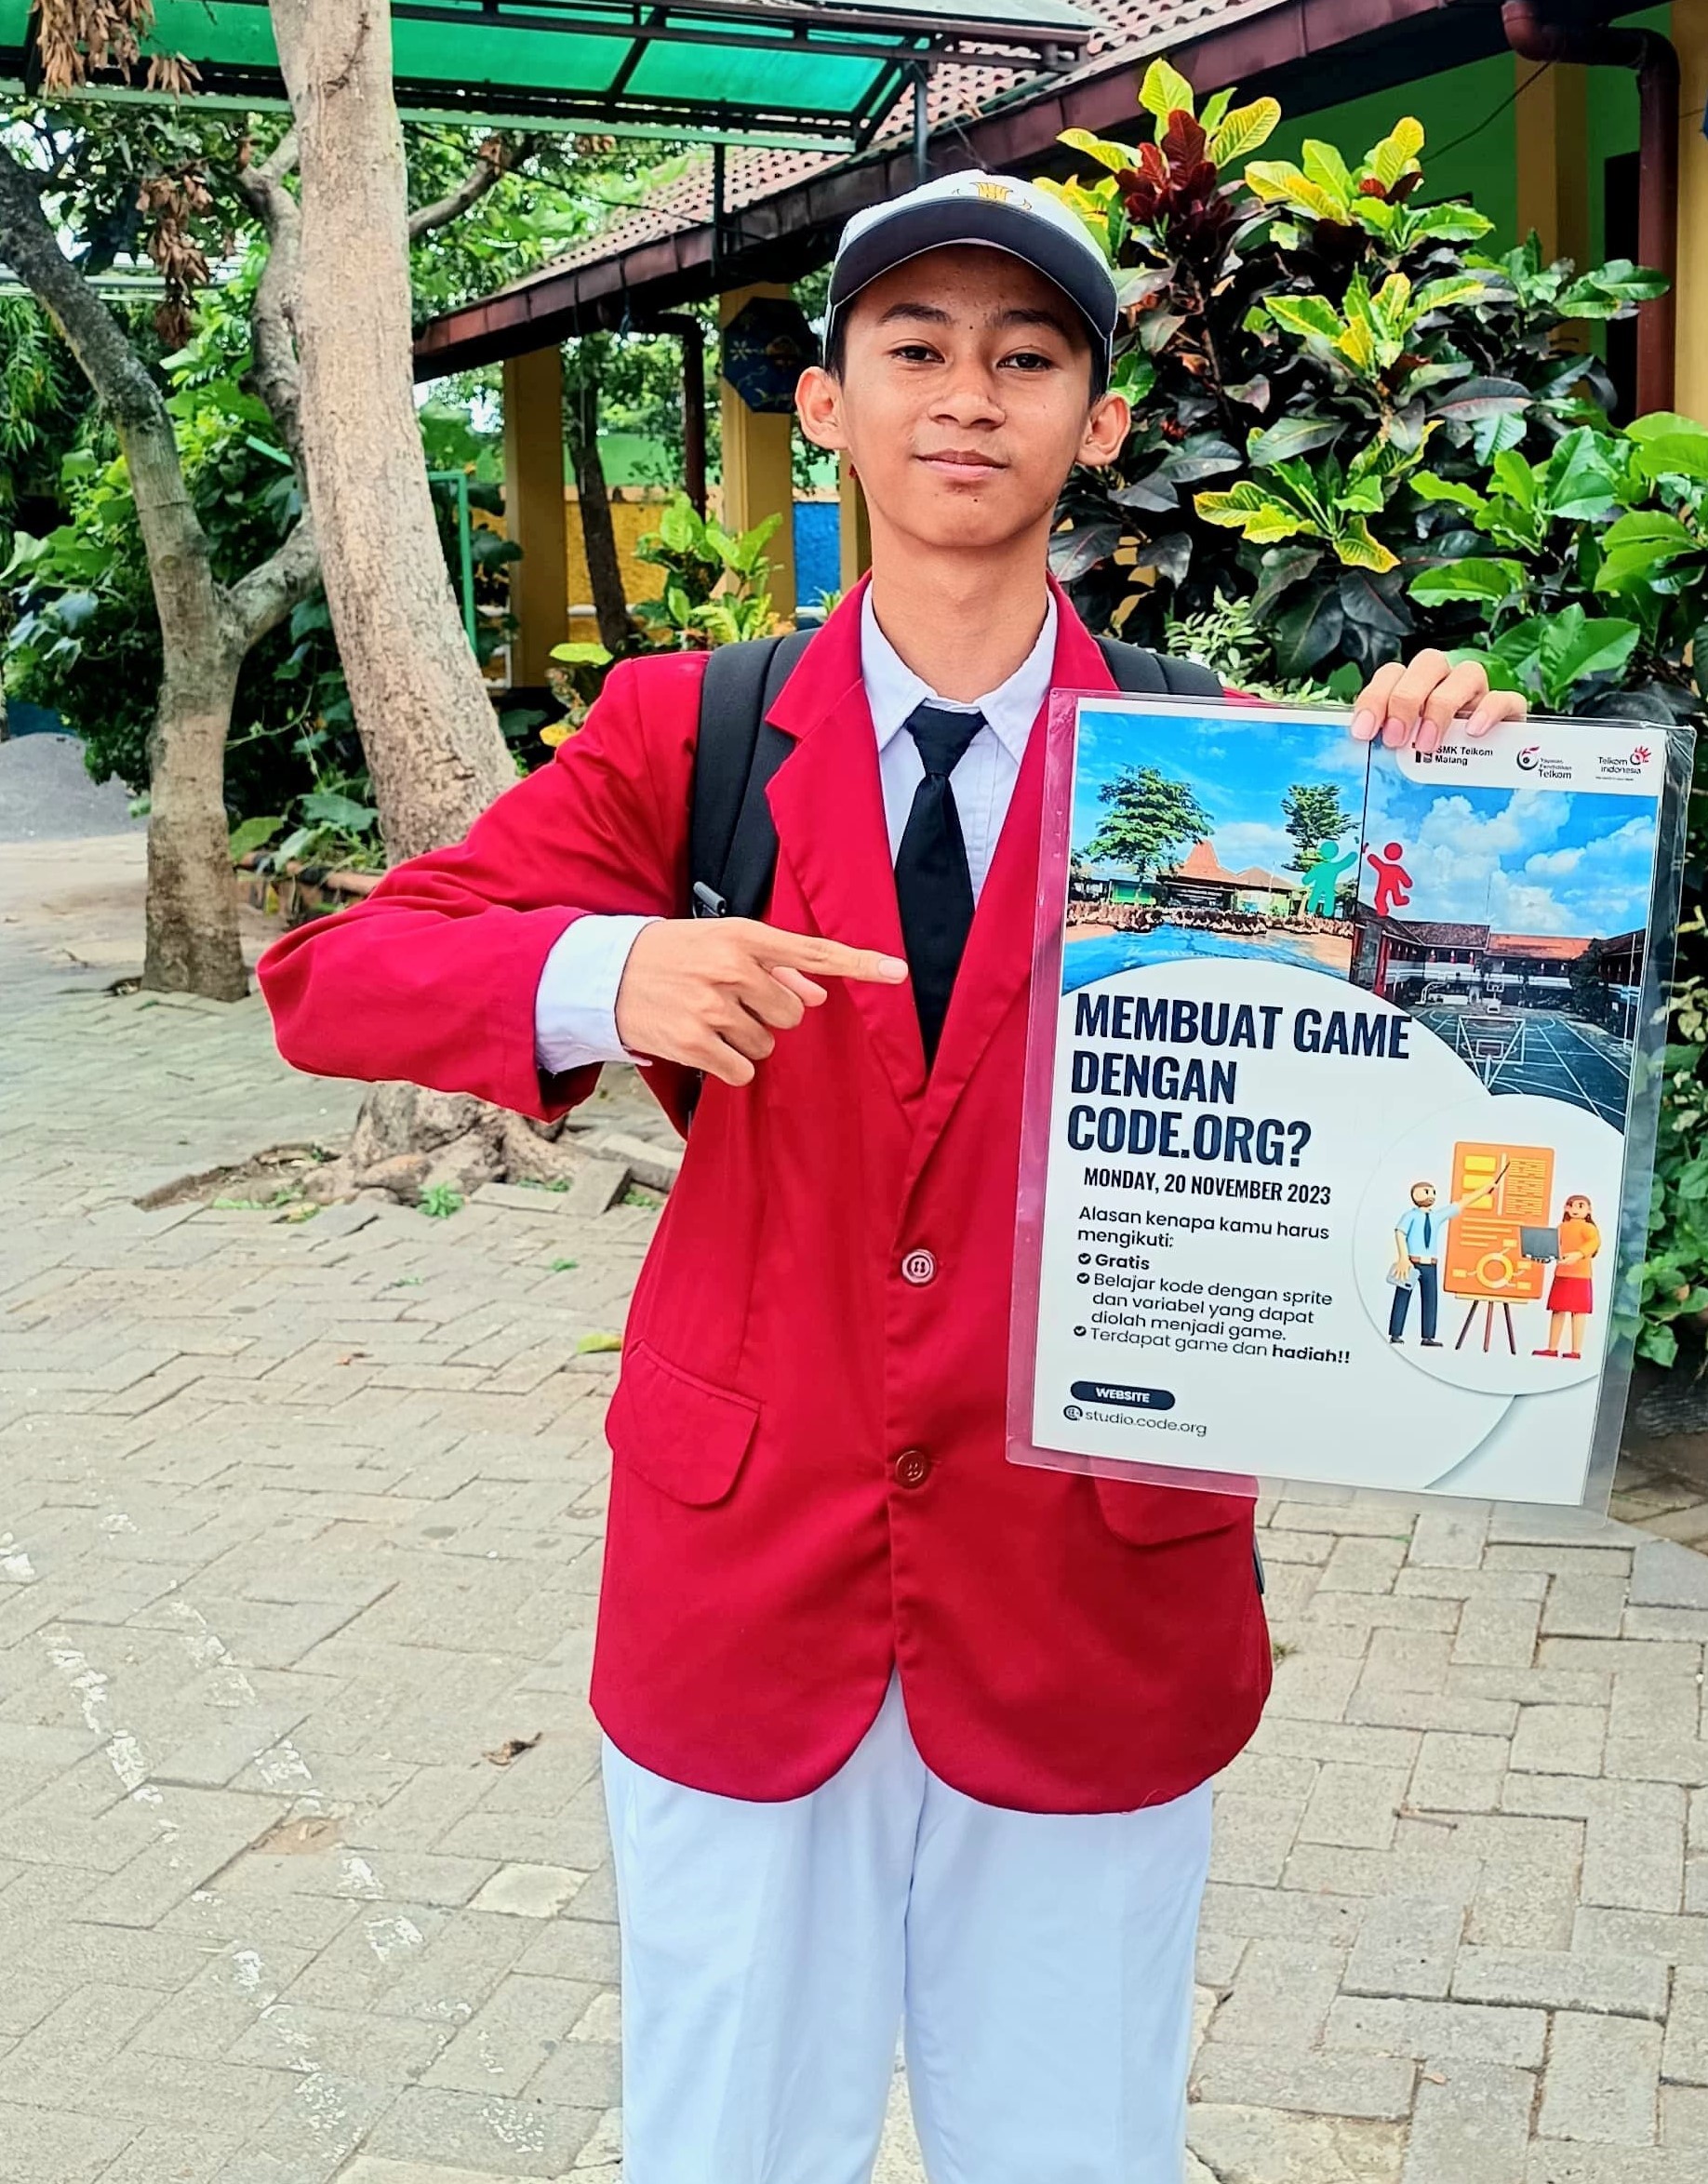 SMK Telkom
Malang
Yayasan
Pendidikan
Telkom
Telkom
Indonesia
MEMBUAT GAME
DENGAN
CODE.ORG?
MONDAY, 20 NOVEMBER 2023
Alasan kenapa kamu harus
mengikuti:
Gratis
Belajar kode dengan sprite
dan variabel yang dapat
diolah menjadi game.
Terdapat game dan hadiah!!
WEBSITE
studio.code.org